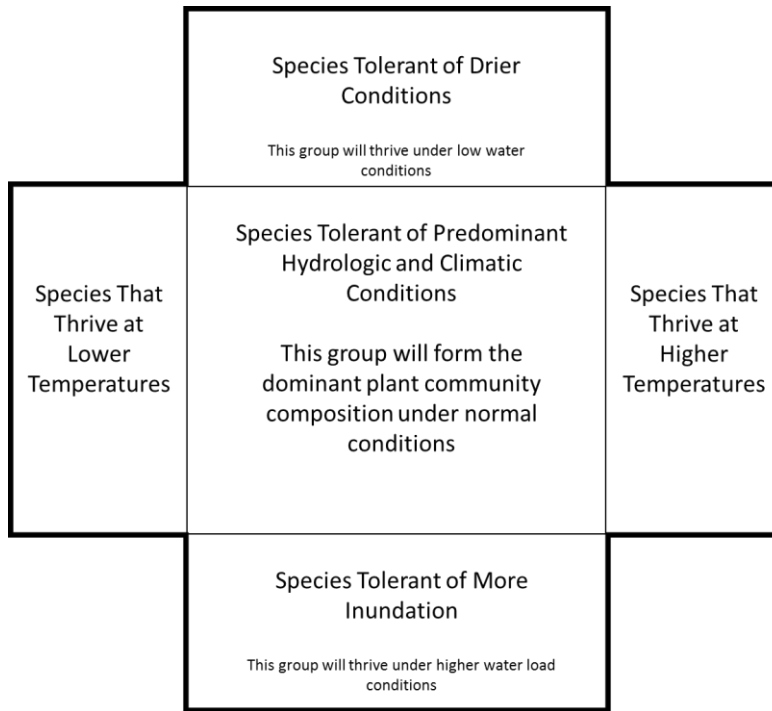 Species Tolerant of Drier
Conditions
This group will thrive under low water
conditions
Species Tolerant of Predominant
Hydrologic and Climatic
Conditions
This group will form the
dominant plant community
composition under normal
conditions
Species That
Thrive at
Lower
Temperatures
Species That
Thrive at
Higher
Temperatures
Species Tolerant of More
Inundation
This group will thrive under higher water load
conditions